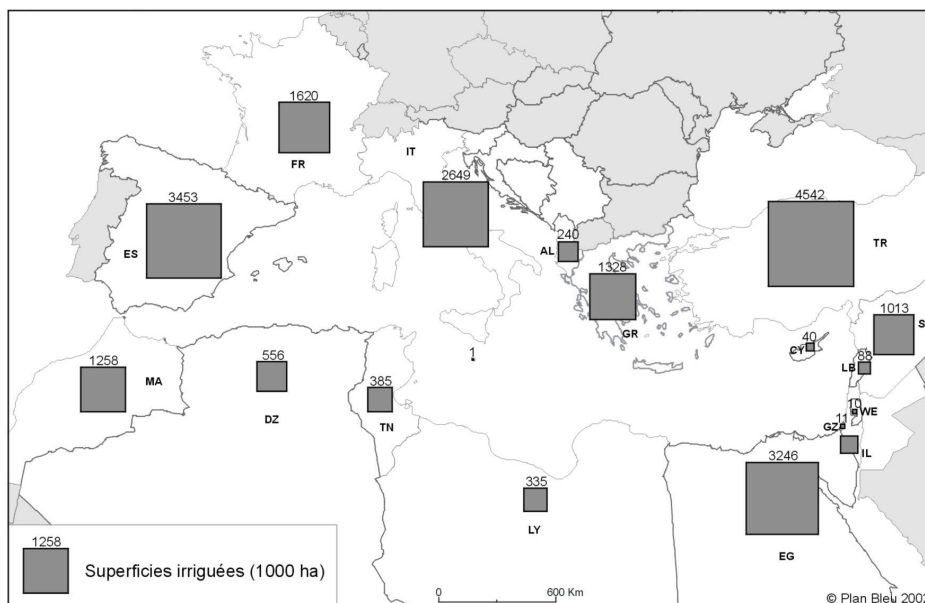 1620
FR
IT
2649
3453
ES
4542
TR
240
AL
1328
GR
1013
S
40
CY
88
LB
1
1258
MA
556
DZ
385
TN
10
WE
11
GZ
IL
3246
EG
335
LY
1258
Superficies irriguées (1000 ha)
0
600 Km
© Plan Bleu 2002